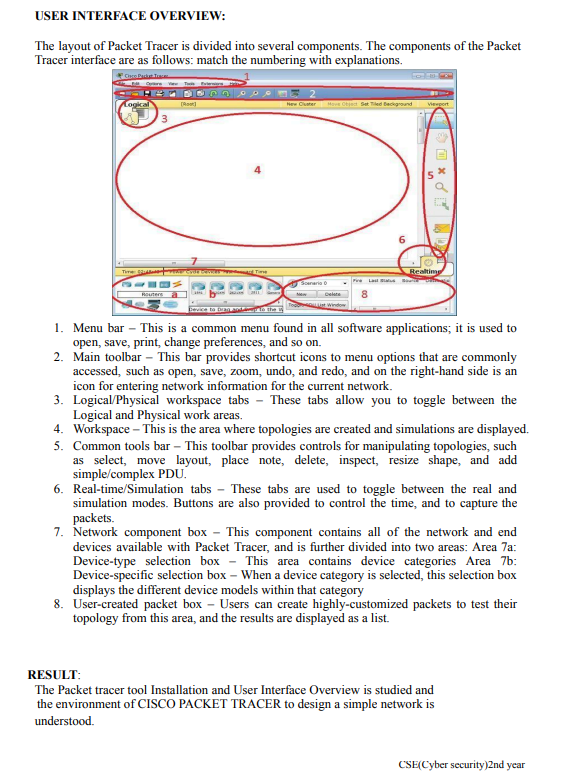 USER INTERFACE OVERVIEW:
The layout of Packet Tracer is divided into several components. The components of the Packet
Tracer interface are as follows: match the numbering with explanations.
Cisco Packet Tracer
1
Options View Tools Extensions Help
2
Logical
[Root]
New Cluster
Move Object
Set Tiled Background
Viewport
3
4
5
6
7
Realtime
Scenario 0
Fire Last Status Source
New Delete
8
Routers
a
b
1. Menu bar – This is a common menu found in all software applications; it is used to
open, save, print, change preferences, and so on.
2. Main toolbar – This bar provides shortcut icons to menu options that are commonly
accessed, such as open, save, zoom, undo, and redo, and on the right-hand side is an
icon for entering network information for the current network.
3. Logical/Physical workspace tabs – These tabs allow you to toggle between the
Logical and Physical work areas.
4. Workspace – This is the area where topologies are created and simulations are displayed.
5. Common tools bar – This toolbar provides controls for manipulating topologies, such
as select, move layout, place note, delete, inspect, resize shape, and add
simple/complex PDU.
6. Real-time/Simulation tabs – These tabs are used to toggle between the real and
simulation modes. Buttons are also provided to control the time, and to capture the
packets.
7. Network component box – This component contains all of the network and end
devices available with Packet Tracer, and is further divided into two areas: Area 7a:
Device-type selection box – This area contains device categories Area 7b:
Device-specific selection box – When a device category is selected, this selection box
displays the different device models within that category
8. User-created packet box – Users can create highly-customized packets to test their
topology from this area, and the results are displayed as a list.
RESULT:
The Packet tracer tool Installation and User Interface Overview is studied and
the environment of CISCO PACKET TRACER to design a simple network is
understood.
CSE(Cyber security)2nd year